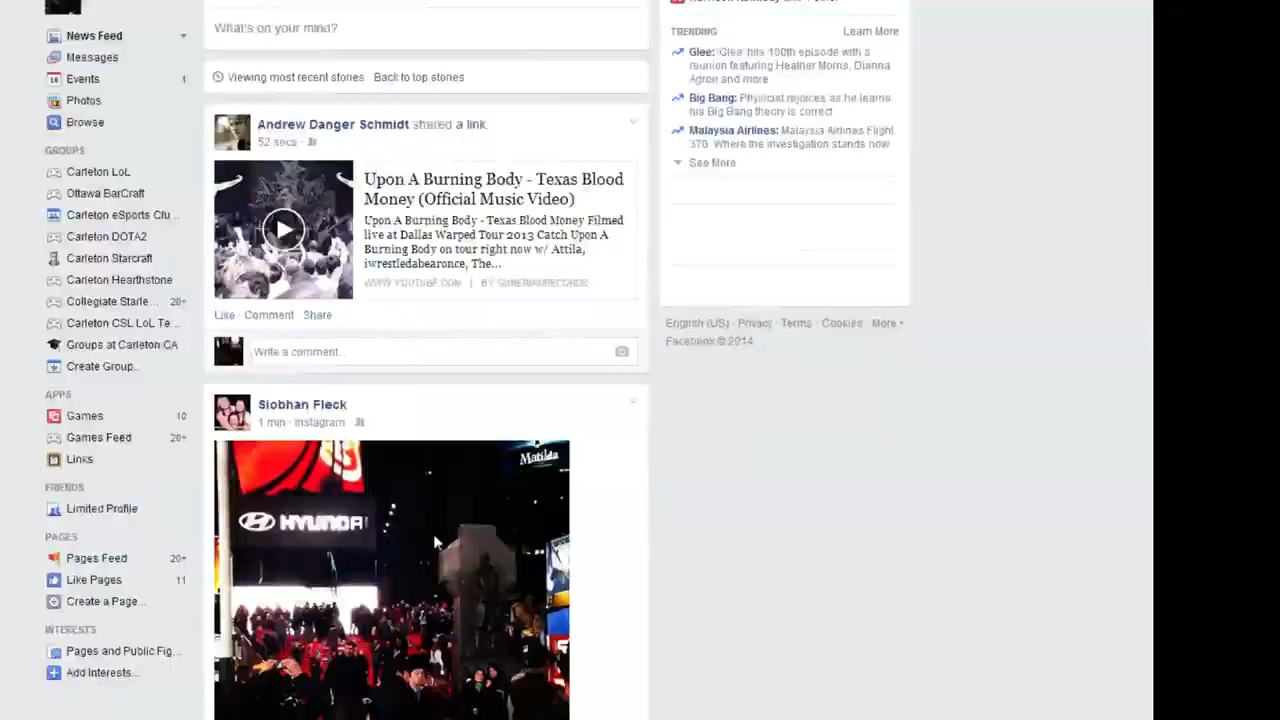 News Feed
Messages
Events 1
Photos
Browse
GROUPS
Carleton LoL
Ottawa BarCraft
Carleton eSports Clu ...
Carleton DOTA2
Carleton Starcraft
Carleton Hearthstone
Collegiate Starle... 20+
Carleton CSL LoL Te...
Groups at Carleton CA
Create Group...
APPS
Games 10
Games Feed 20+
Links
FRIENDS
Limited Profile
PAGES
Pages Feed 20+
Like Pages 11
Create a Page...
INTERESTS
Pages and Public Fig...
Add Interests...
What's on your mind?
Viewing most recent stories Back to top stories
Andrew Danger Schmidt shared a link.
52 secs ·
Upon A Burning Body - Texas Blood
Money (Official Music Video)
Upon A Burning Body - Texas Blood Money Filmed
live at Dallas Warped Tour 2013 Catch Upon A
Burning Body on tour right now w/ Attila,
iwrestledabearonce, The...
WWW.YOUTUBE.COM | BY SUMERIANRECORDS
Like · Comment · Share
Write a comment...
Siobhan Fleck
1 min · Instagram
Matilda
HYUNDAI
TRENDING Learn More
Glee: 'Glee' hits 100th episode with a
reunion featuring Heather Morris, Dianna
Agron and more
Big Bang: Physicist rejoices as he learns
his Big Bang theory is correct
Malaysia Airlines: Malaysia Airlines Flight
370: Where the investigation stands now
See More
English (US) · Privacy · Terms · Cookies · More
Facebook © 2014